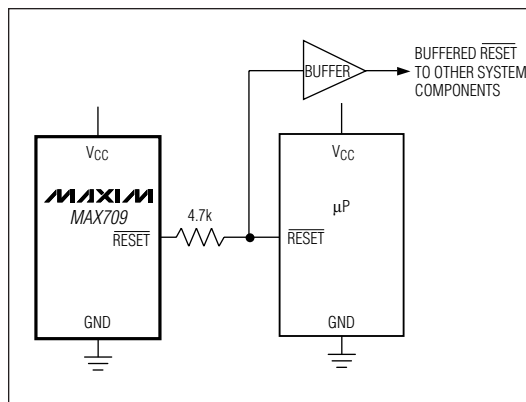 BUFFER
BUFFERED RESET
TO OTHER SYSTEM
COMPONENTS
VCC
MAXIM
MAX709
RESET
GND
4.7k
VCC
µP
RESET
GND